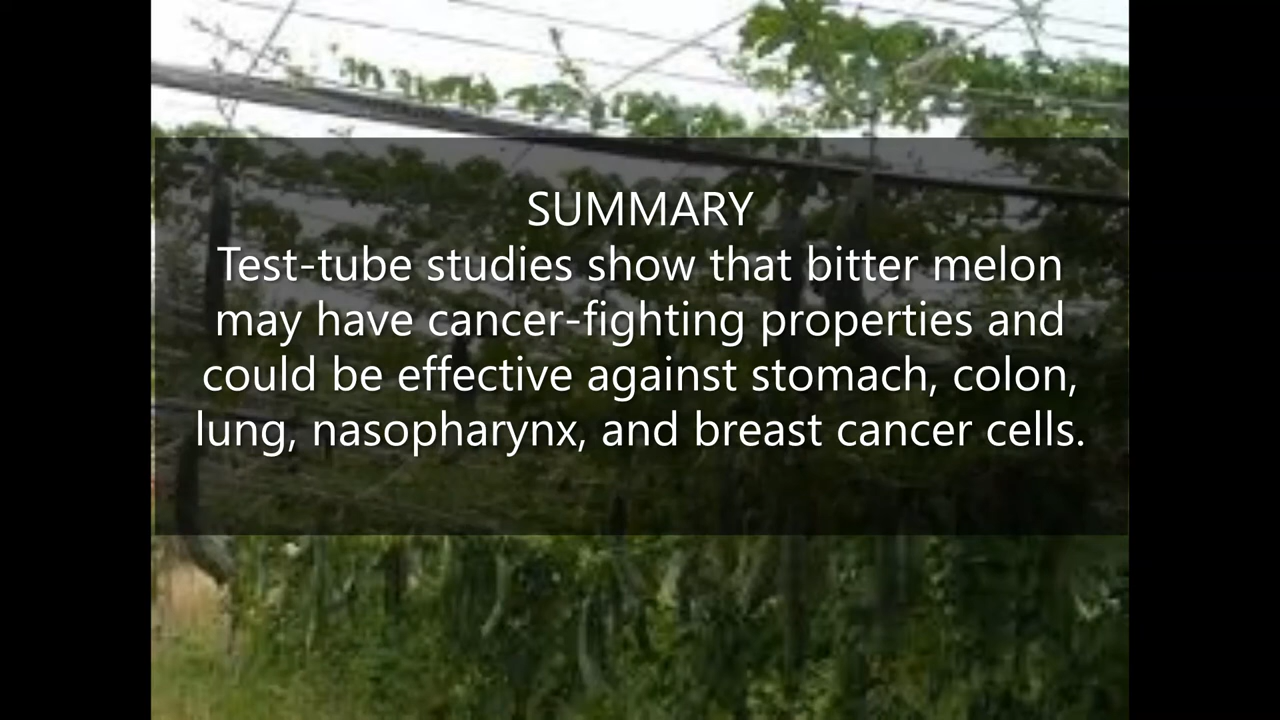 SUMMARY
Test-tube studies show that bitter melon
may have cancer-fighting properties and
could be effective against stomach, colon,
lung, nasopharynx, and breast cancer cells.